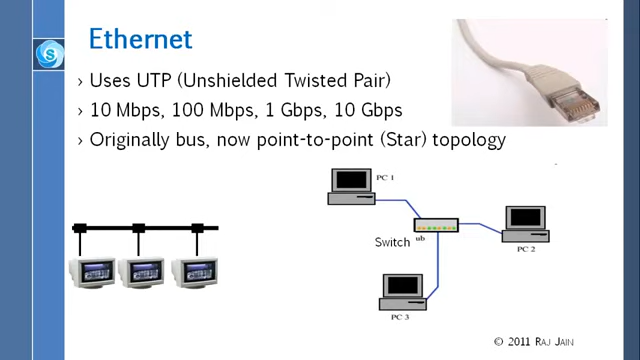 Ethernet
› Uses UTP (Unshielded Twisted Pair)
› 10 Mbps, 100 Mbps, 1 Gbps, 10 Gbps
› Originally bus, now point-to-point (Star) topology
PC 1
Switch
ub
PC 2
PC 3
S
© 2011 RAJ JAIN